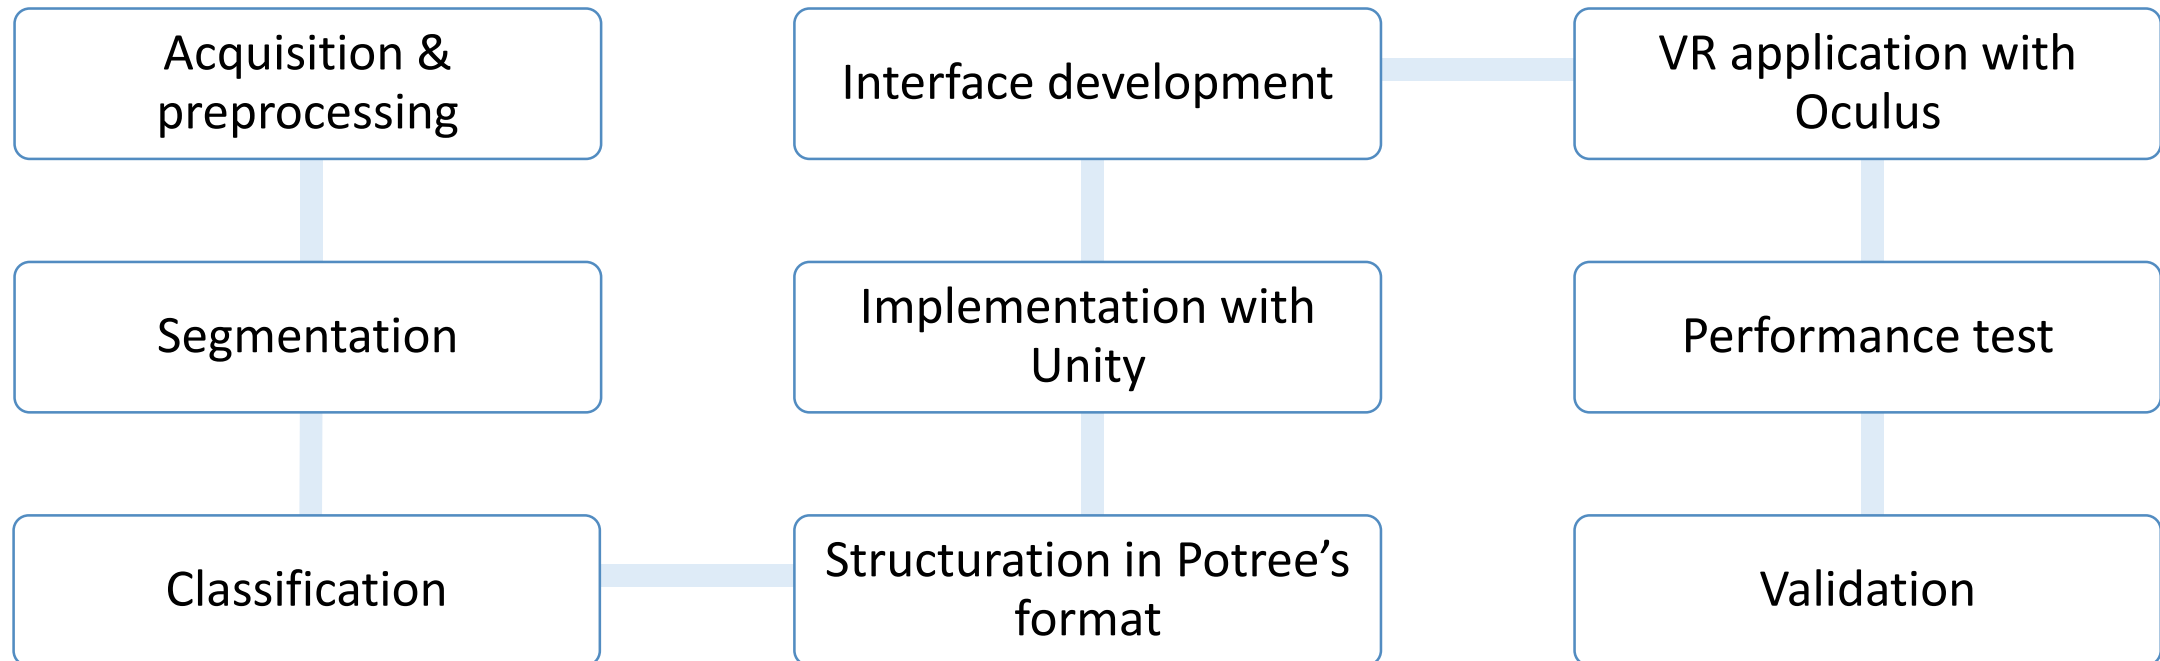 Acquisition &
preprocessing
Segmentation
Classification
Structuration in Potree’s
format
Implementation with
Unity
Interface development
VR application with
Oculus
Performance test
Validation